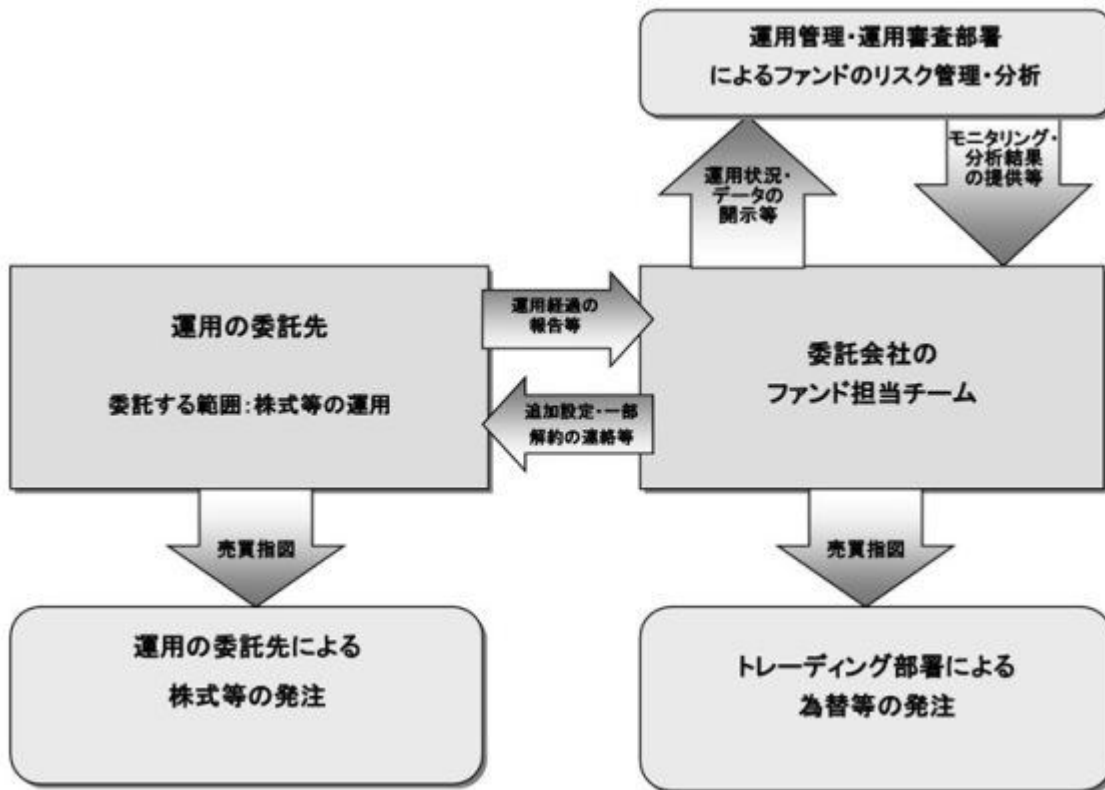 運用管理・運用審査部署
によるファンドのリスク管理・分析
運用状況・
データの
開示等
モニタリング・
分析結果
の提供等
運用の委託先
委託する範囲:株式等の運用
運用経過の
報告等
追加設定・一部
解約の連絡等
委託会社の
ファンド担当チーム
売買指図
売買指図
運用の委託先による
株式等の発注
トレーディング部署による
為替等の発注